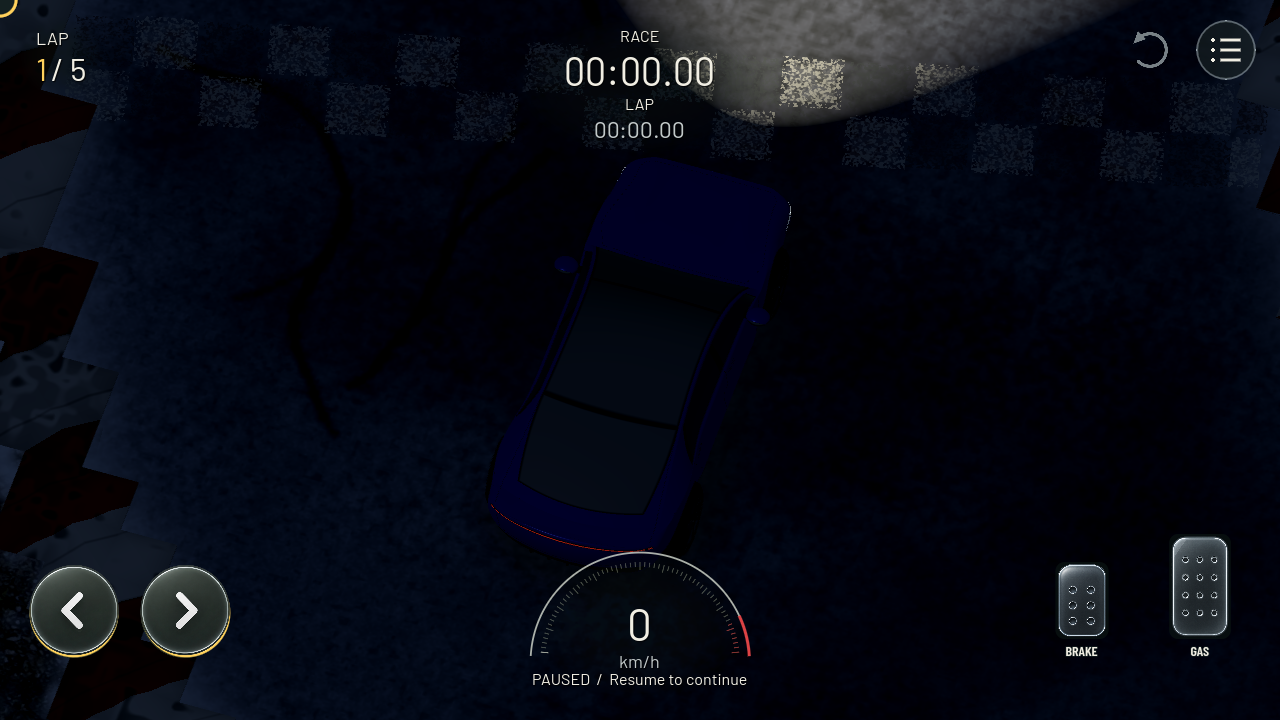 LAP
1/ 5
RACE
00:00.00
LAP
00:00.00
0
km/h
PAUSED / Resume to continue
BRAKE
GAS